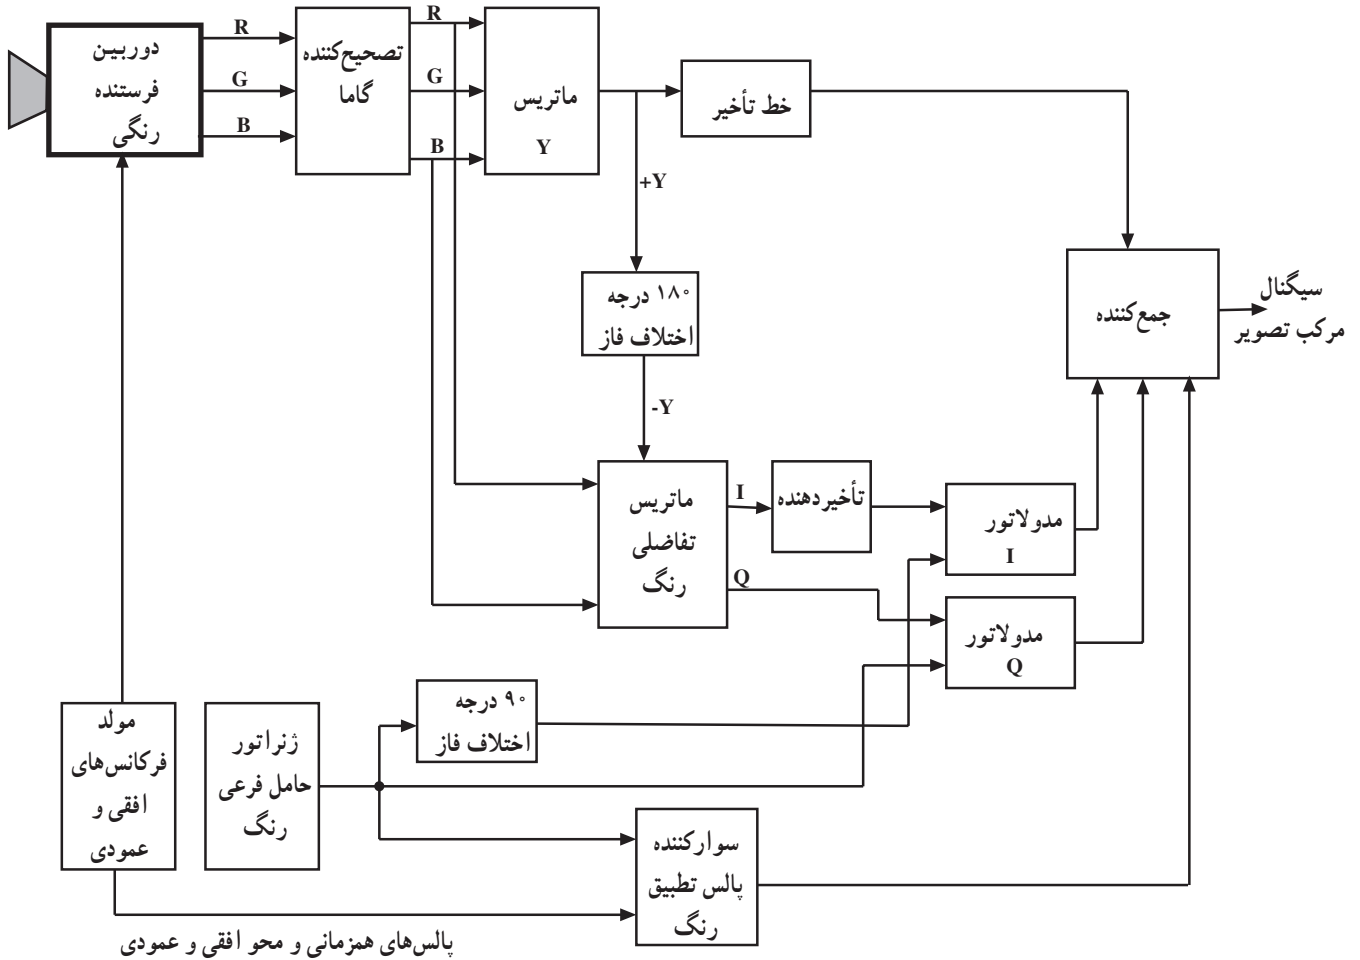 دوربین
فرستنده
رنگی
R
G
B
تصحیح‌کننده
گاما
R
G
B
ماتریس
Y
خط تأخیر
+Y
۱۸۰ درجه
اختلاف فاز
-Y
جمع‌کننده
سیگنال
مرکب تصویر
ماتریس
تفاضلی
رنگ
I
Q
تأخیردهنده
مدولاتور
I
مدولاتور
Q
۹۰ درجه
اختلاف فاز
مولد
فرکانس‌های
افقی و
عمودی
ژنراتور
حامل فرعی
رنگ
سوارکننده
پالس تطبیق
رنگ
پالس‌های همزمانی و محو افقی و عمودی